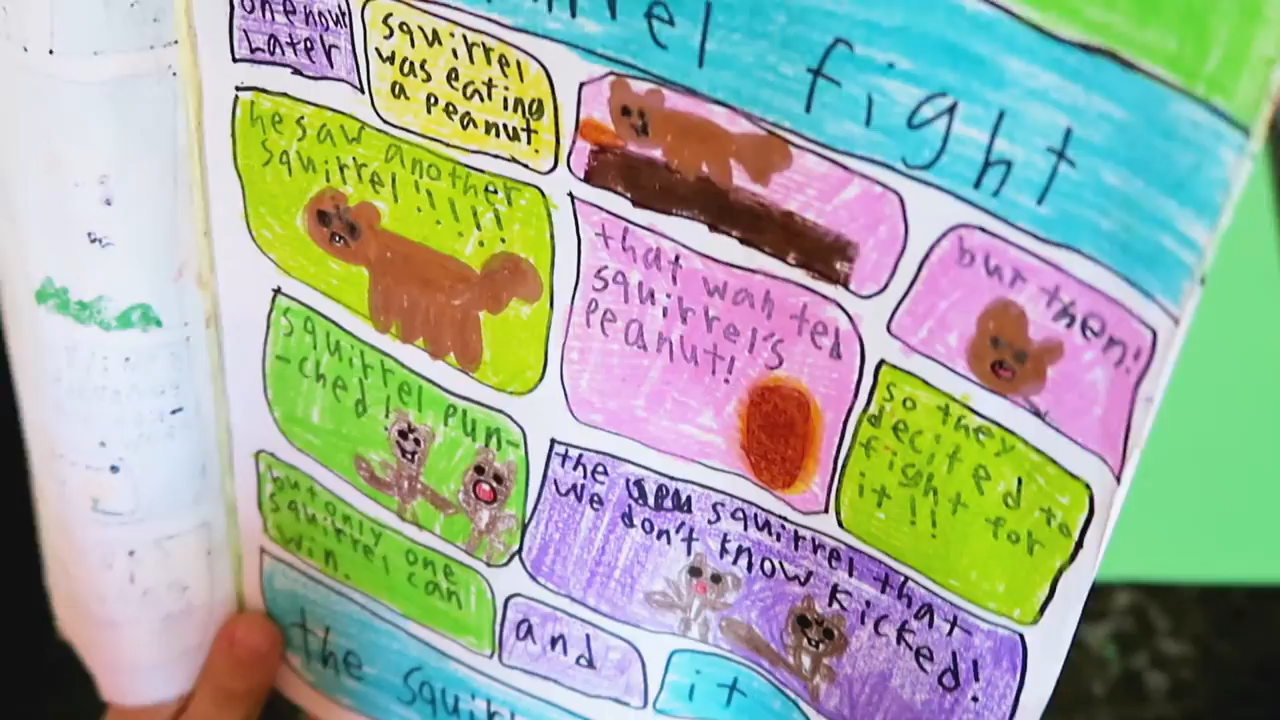 fight
one hour
Later
squirrel
was eating
a peanut.
but then!
he saw another
squirrel!!!!!
that wanted
squirrel's
peanut!
so they
decited to
fight for
it!!
squirrel pun-
-ched!
the squirrel that
we don't know kicked!
but only one
squirrel can
win.
and
it
the squirr